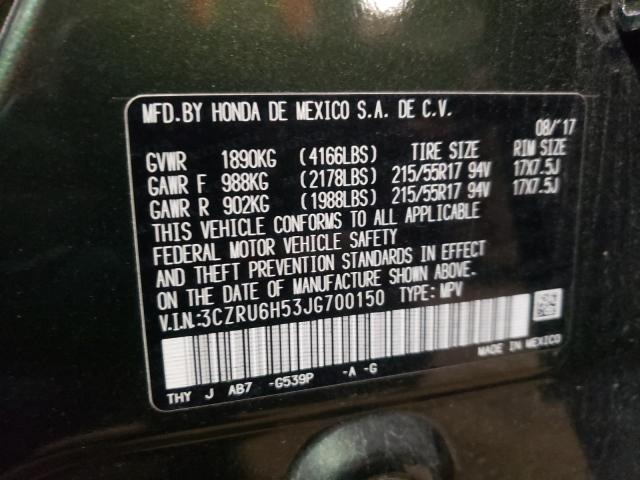 MFD.BY HONDA DE MEXICO S.A. DE C.V.
08/'17
GVWR 1890KG (4166LBS) TIRE SIZE RIM SIZE
GAWR F 988KG (2178LBS) 215/55R17 94V 17X7.5J
GAWR R 902KG (1988LBS) 215/55R17 94V 17X7.5J
THIS VEHICLE CONFORMS TO ALL APPLICABLE
FEDERAL MOTOR VEHICLE SAFETY
AND THEFT PREVENTION STANDARDS IN EFFECT
ON THE DATE OF MANUFACTURE SHOWN ABOVE.
V.I.N.:3CZRU6H53JG700150 TYPE: MPV
MADE IN MEXICO
THY J AB7 -G539P -A -G